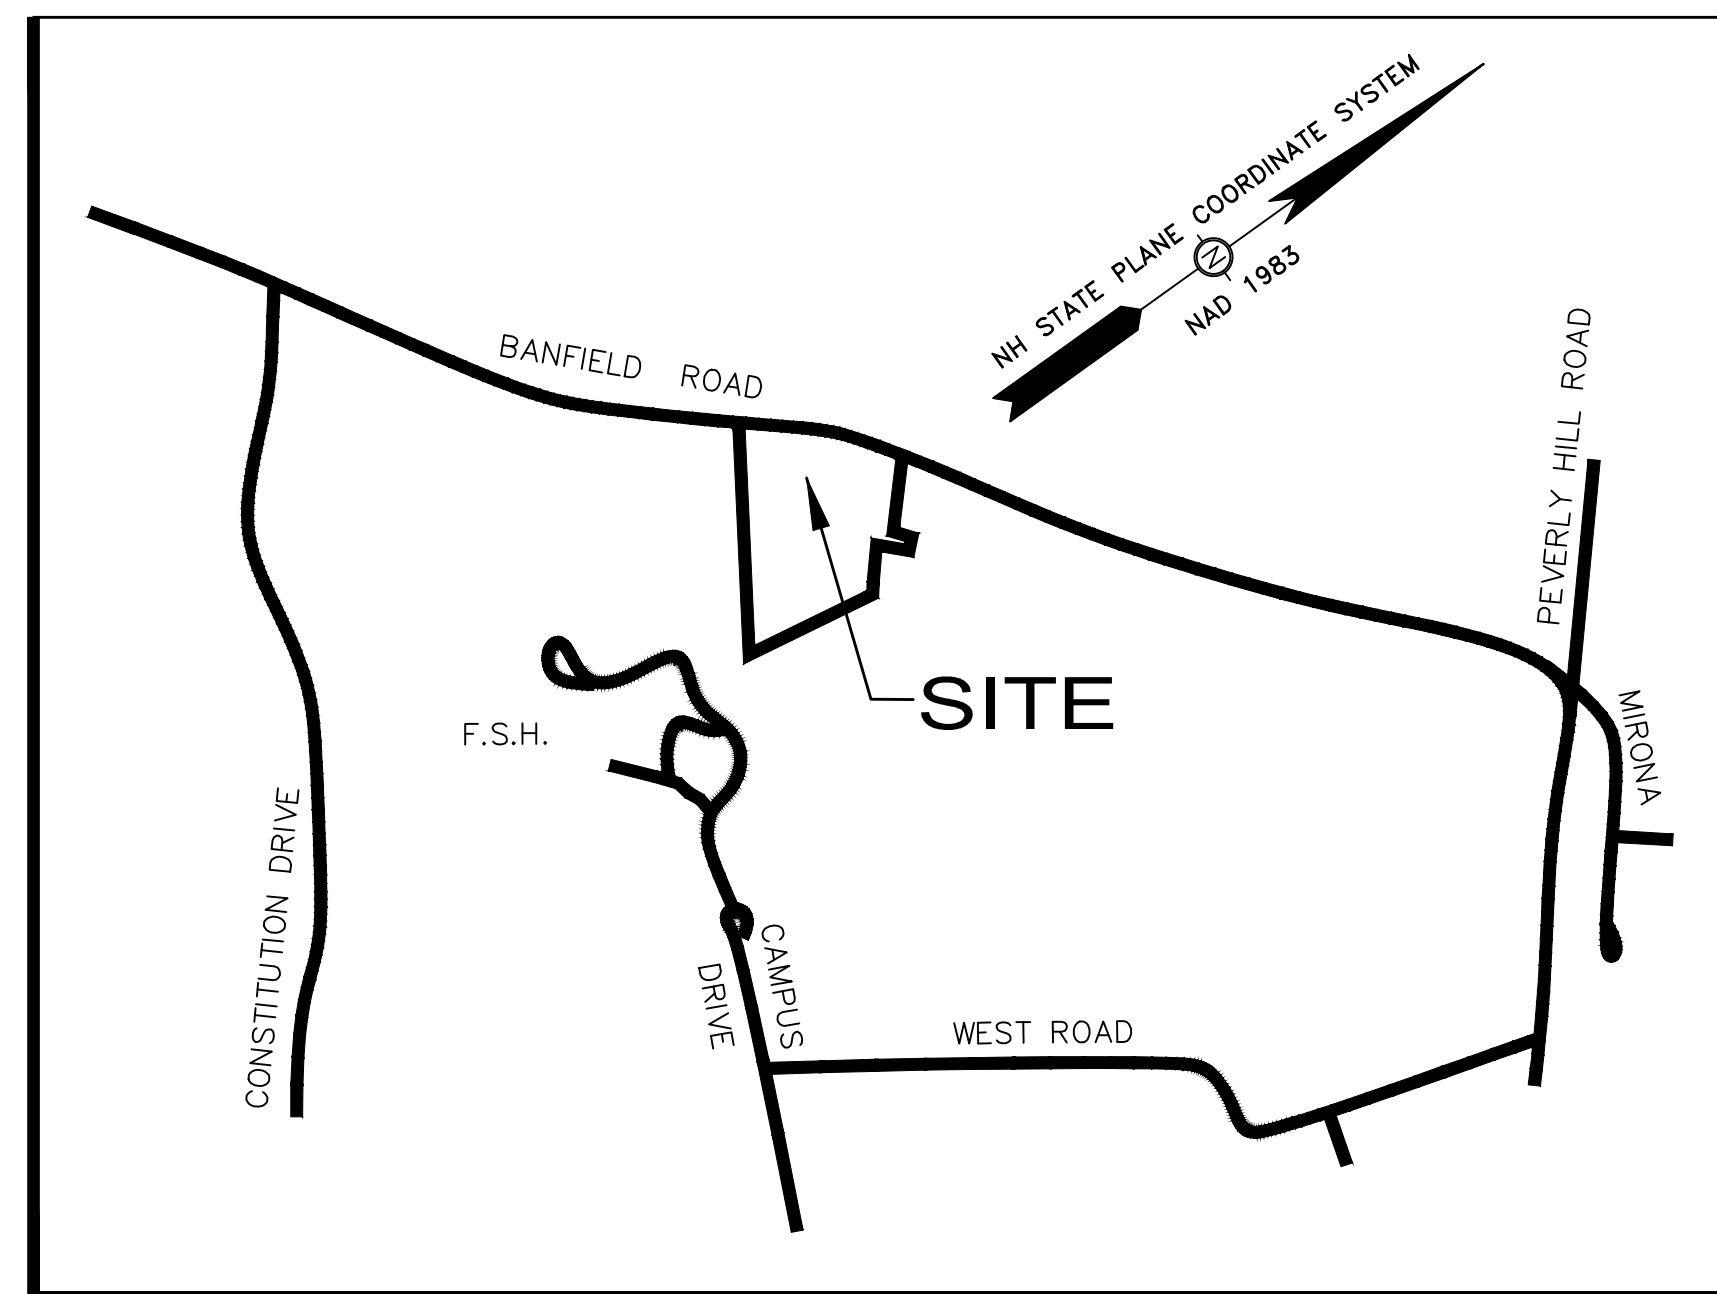 NH STATE PLANE COORDINATE SYSTEM
N
NAD 1983
BANFIELD ROAD
PEVERLY HILL ROAD
SITE
MIRONA
F.S.H.
CONSTITUTION DRIVE
CAMPUS
DRIVE
WEST ROAD